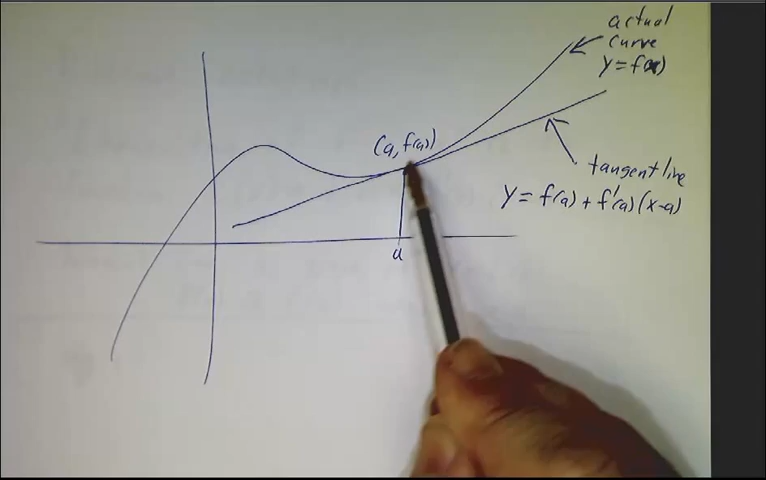 actual
curve
y = f(x)
(a, f(a))
tangent line
y = f(a) + f'(a)(x-a)
a